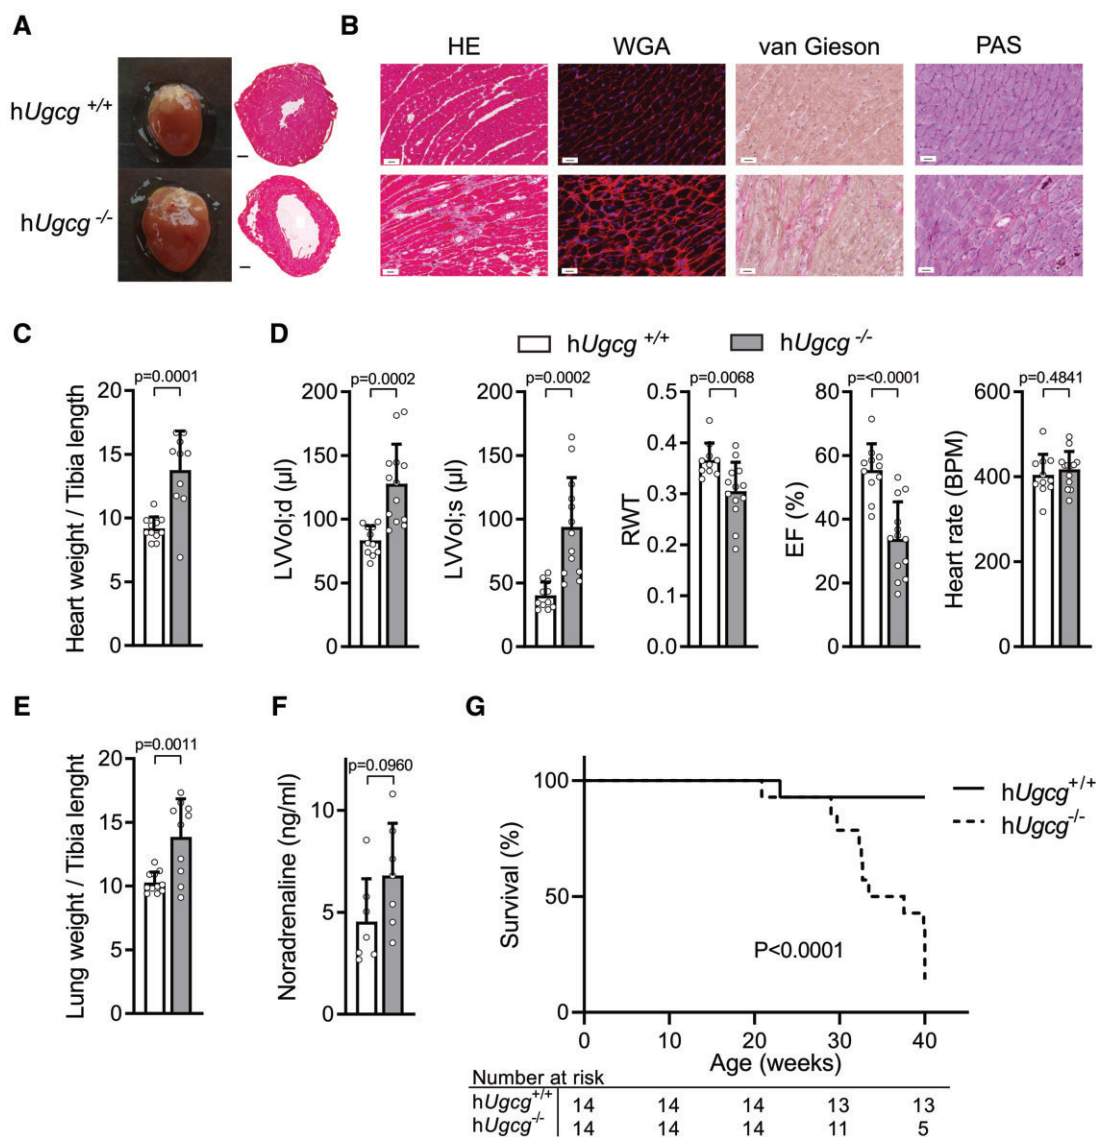 A
B
HE WGA van Gieson PAS
hUgcg +/+
hUgcg -/-
C
D
hUgcg +/+ hUgcg -/-
Heart weight / Tibia length
20
15
10
5
0
p=0.0001
LVVol;d (µl)
200
150
100
50
0
p=0.0002
LVVol;s (µl)
200
150
100
50
0
p=0.0002
RWT
0.5
0.4
0.3
0.2
0.1
0.0
p=0.0068
EF (%)
80
60
40
20
0
p=<0.0001
Heart rate (BPM)
600
400
200
0
p=0.4841
E
Lung weight / Tibia lenght
20
15
10
5
0
p=0.0011
F
Noradrenaline (ng/ml)
10
5
0
p=0.0960
G
Survival (%)
100
50
0
P<0.0001
hUgcg+/+
hUgcg-/-
0 10 20 30 40
Age (weeks)
Number at risk
hUgcg+/+ 14 14 14 13 13
hUgcg-/- 14 14 14 11 5